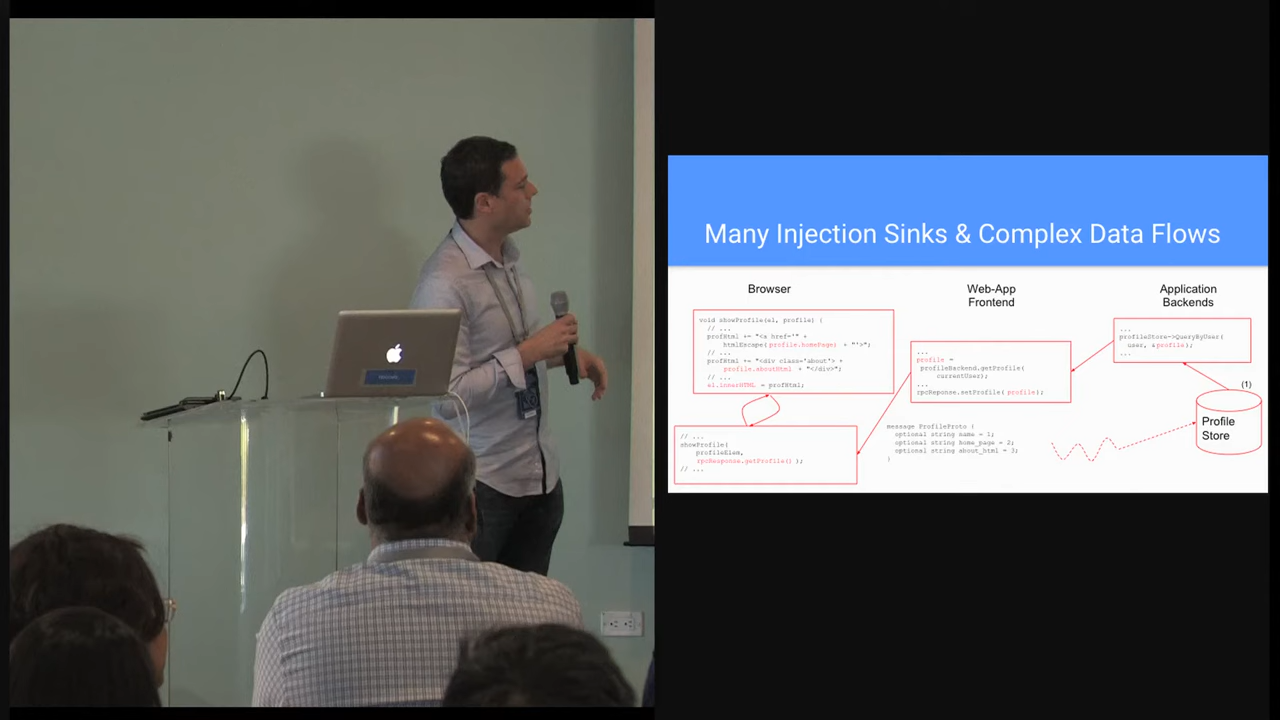 Many Injection Sinks & Complex Data Flows
Browser
void showProfile(el, profile) {
// ...
profHtml += "<a href='" +
htmlEscape(profile.homePage) + "'>";
// ...
profHtml += "<div class='about'> +
profile.aboutHtml + "</div>";
// ...
el.innerHTML = profHtml;
// ...
showProfile(
profileElem,
rpcResponse.getProfile() );
// ...
Web-App
Frontend
...
profile =
profileBackend.getProfile(
currentUser);
...
rpcReponse.setProfile( profile);
message ProfileProto {
optional string name = 1;
optional string home_page = 2;
optional string about_html = 3;
}
Application
Backends
...
profileStore->QueryByUser(
user, &profile);
...
(1)
Profile
Store